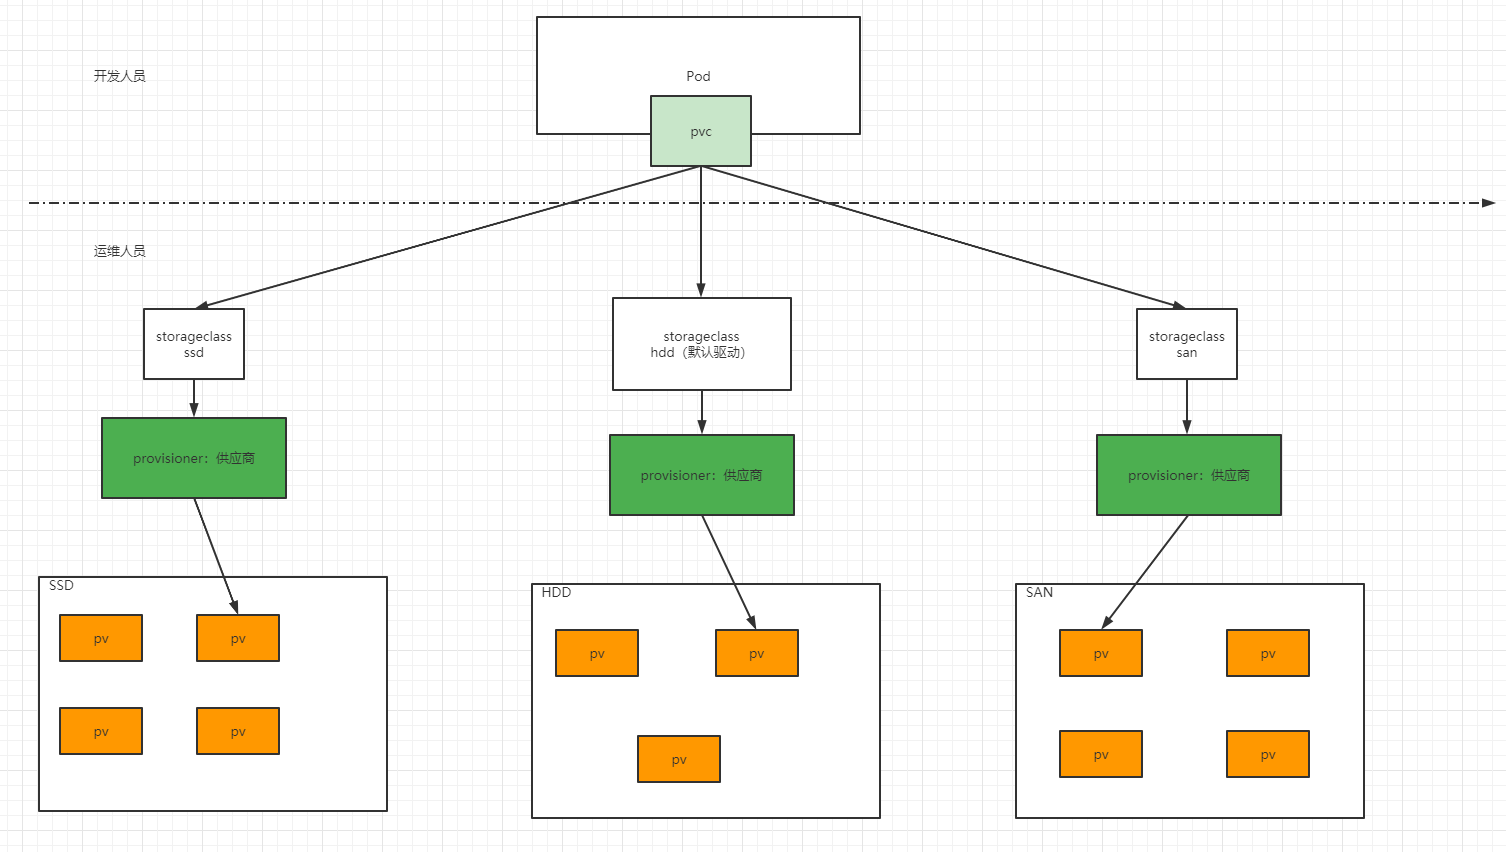 开发人员
Pod
pvc
运维人员
storageclass
ssd
storageclass
hdd（默认驱动）
storageclass
san
provisioner：供应商
provisioner：供应商
provisioner：供应商
SSD
pv
pv
pv
pv
HDD
pv
pv
pv
SAN
pv
pv
pv
pv